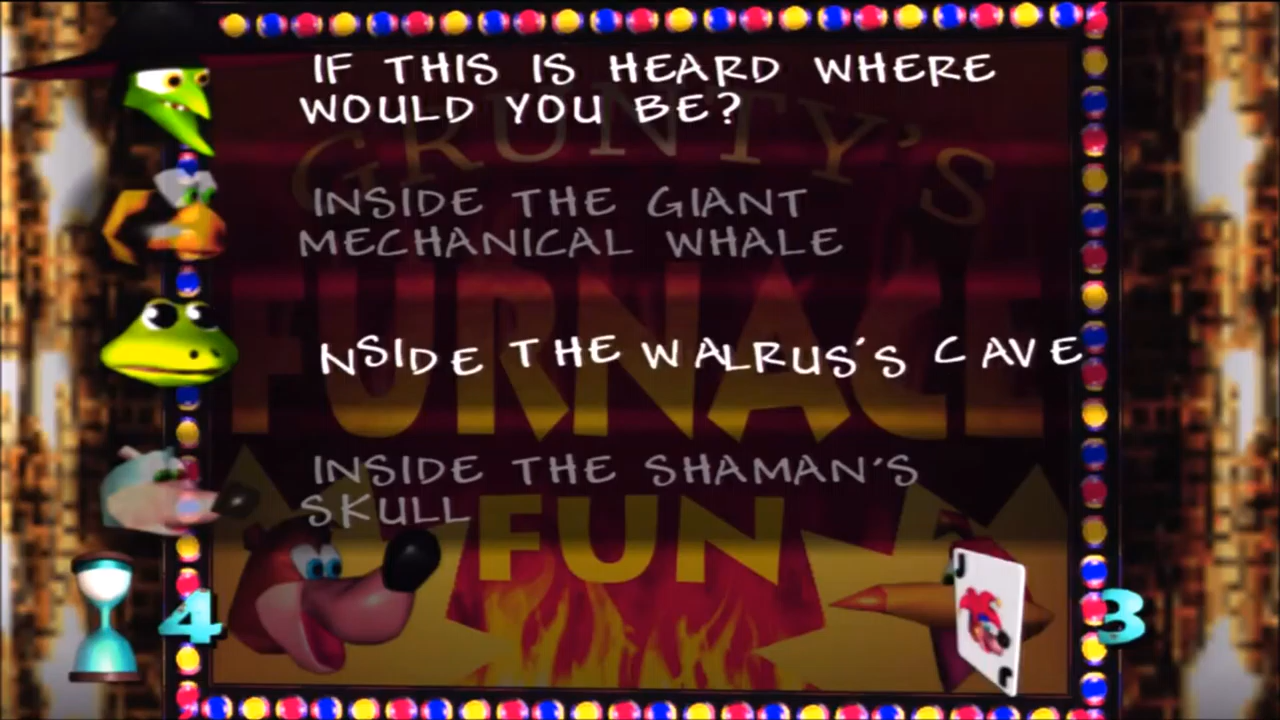 IF THIS IS HEARD WHERE
WOULD YOU BE?
GRUNTY'S
INSIDE THE GIANT
MECHANICAL WHALE
FURNACE
NSIDE THE WALRUS'S CAVE
INSIDE THE SHAMAN'S
SKULL
FUN
4
3
J
J